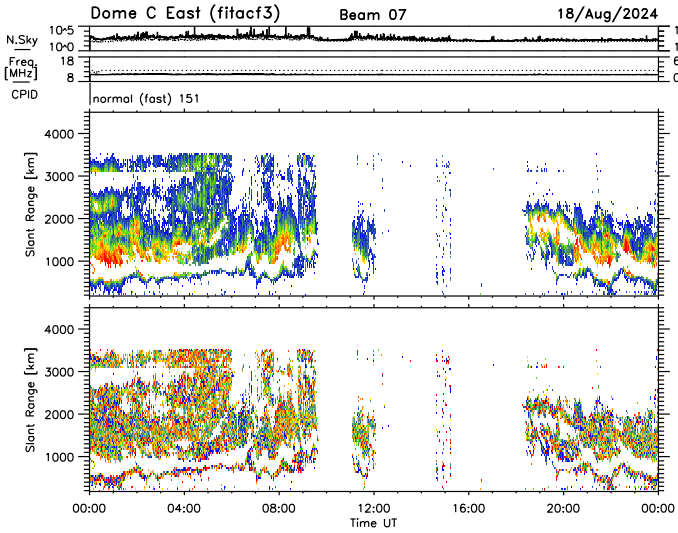 Dome C East (fitacf3) Beam 07 18/Aug/2024
N.Sky 10^5 10^0 1 1
Freq. [MHz] 18 8 6 0
CPID normal (fast) 151
Slant Range [km] 4000 3000 2000 1000
Slant Range [km] 4000 3000 2000 1000
00:00 04:00 08:00 12:00 16:00 20:00 00:00
Time UT